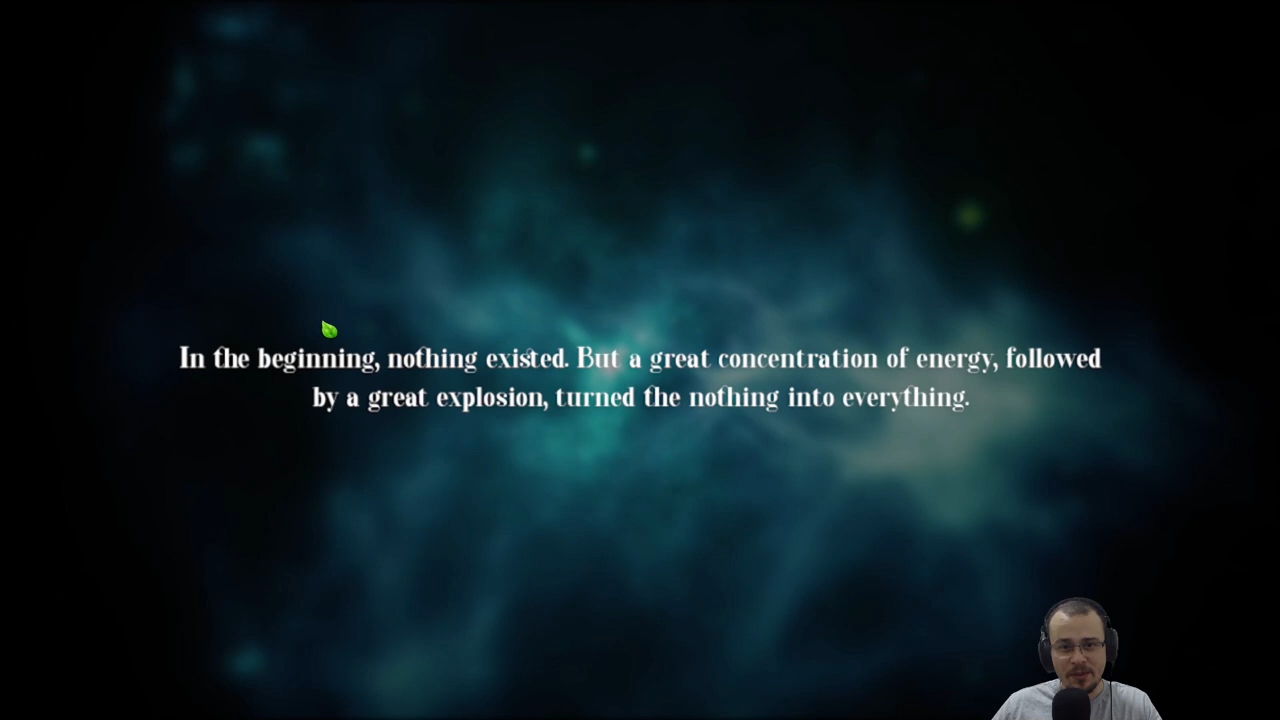 In the beginning, nothing existed. But a great concentration of energy, followed
by a great explosion, turned the nothing into everything.